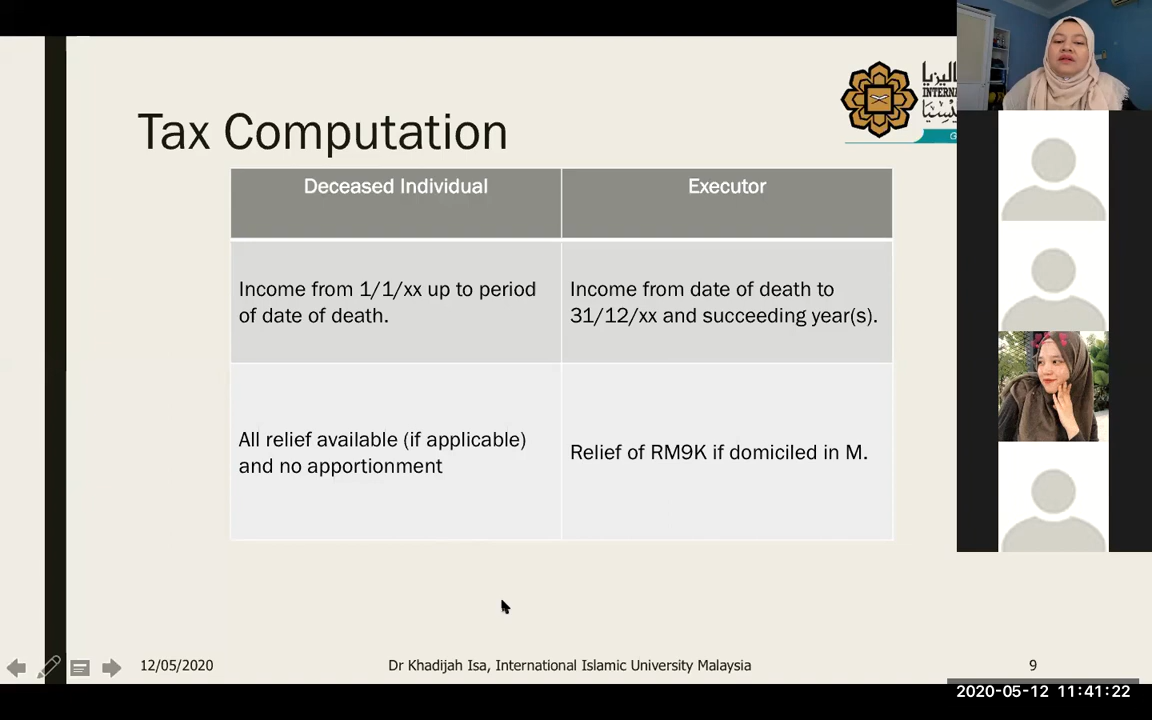 Tax Computation
INTERNA
Deceased Individual
Executor
Income from 1/1/xx up to period
of date of death.
Income from date of death to
31/12/xx and succeeding year(s).
All relief available (if applicable)
and no apportionment
Relief of RM9K if domiciled in M.
12/05/2020
Dr Khadijah Isa, International Islamic University Malaysia
9
2020-05-12 11:41:22